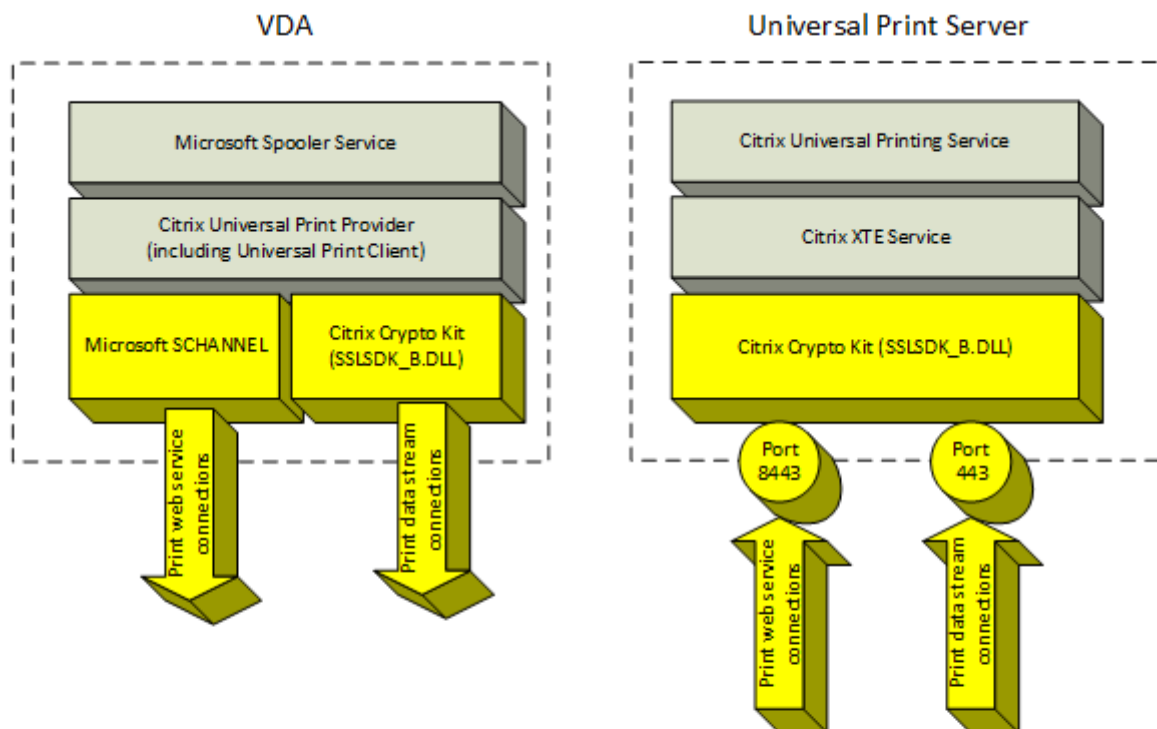 VDA
Universal Print Server
Microsoft Spooler Service
Citrix Universal Print Provider
(including Universal Print Client)
Microsoft SCHANNEL
Citrix Crypto Kit
(SSLSDK_B.DLL)
Print web service
connections
Print data stream
connections
Citrix Universal Printing Service
Citrix XTE Service
Citrix Crypto Kit (SSLSDK_B.DLL)
Port
8443
Port
443
Print web service
connections
Print data stream
connections